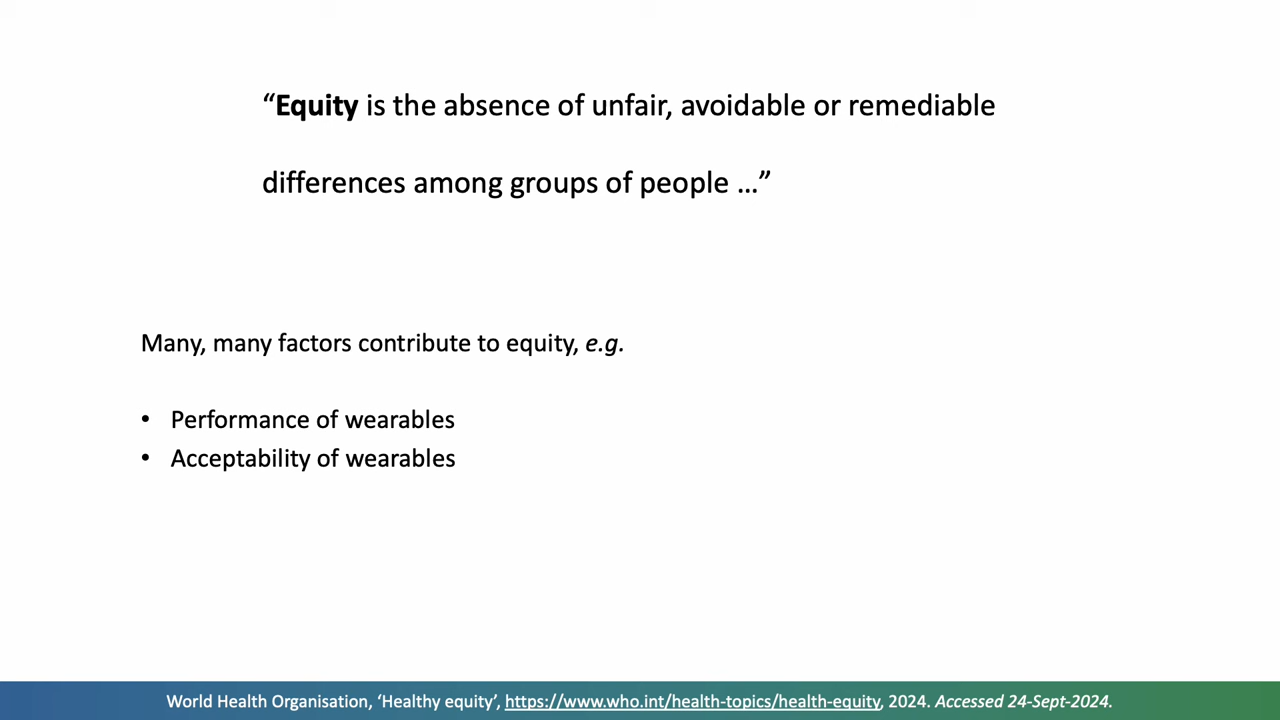 “Equity is the absence of unfair, avoidable or remediable
differences among groups of people …”
Many, many factors contribute to equity, e.g.
• Performance of wearables
• Acceptability of wearables
World Health Organisation, ‘Healthy equity’, https://www.who.int/health-topics/health-equity, 2024. Accessed 24-Sept-2024.